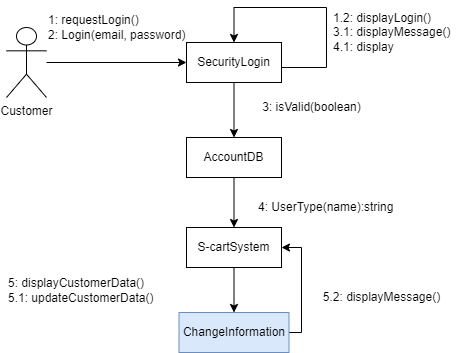 1: requestLogin()
2: Login(email, password)
1.2: displayLogin()
3.1: displayMessage()
4.1: display
SecurityLogin
Customer
3: isValid(boolean)
AccountDB
4: UserType(name):string
S-cartSystem
5: displayCustomerData()
5.1: updateCustomerData()
5.2: displayMessage()
ChangeInformation